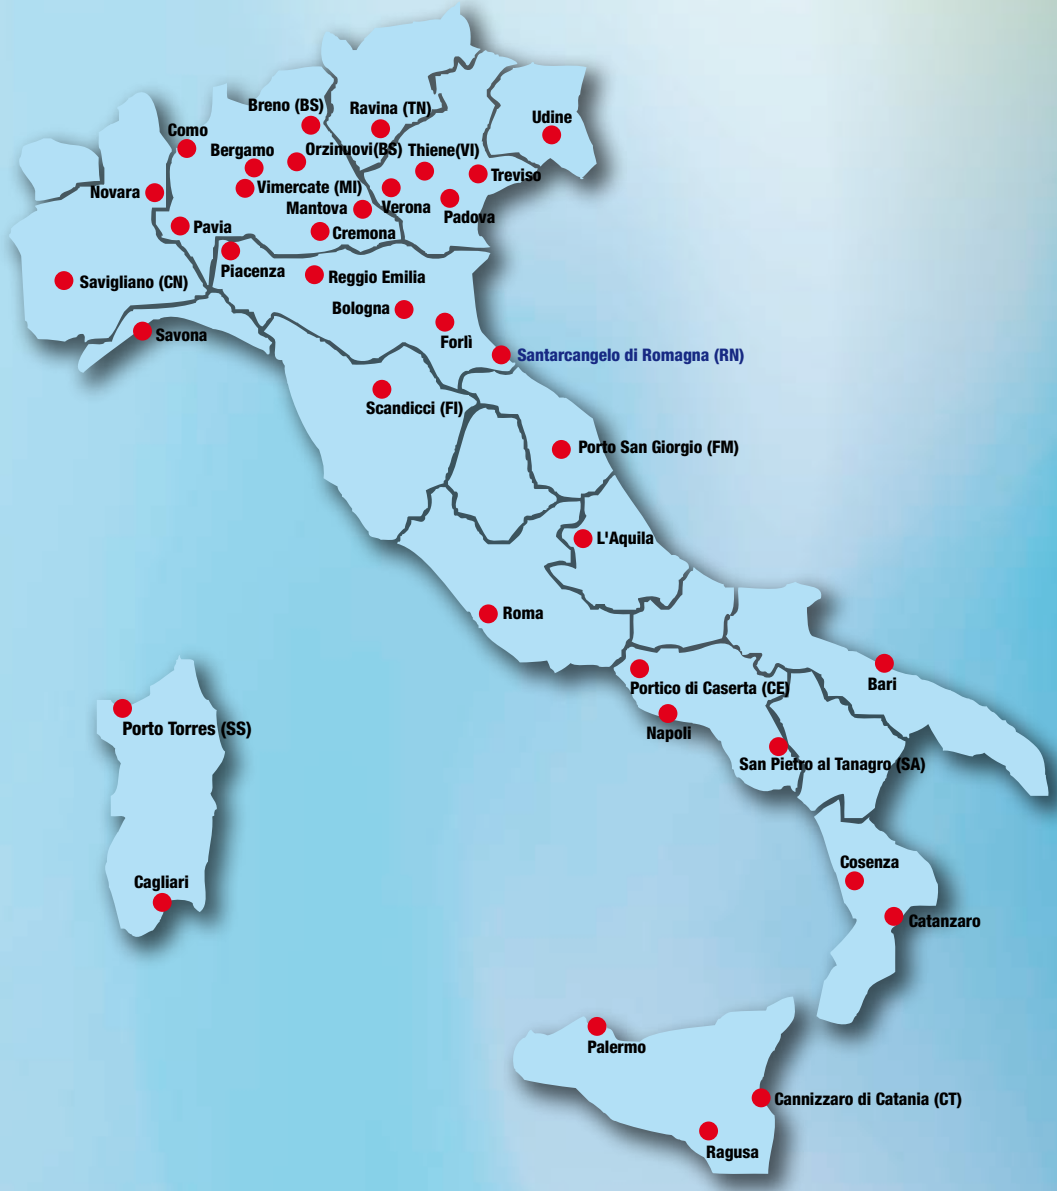 Breno (BS)
Ravina (TN)
Udine
Como
Bergamo
Orzinuovi(BS)
Thiene(VI)
Treviso
Novara
Vimercate (MI)
Mantova
Verona
Padova
Pavia
Cremona
Piacenza
Reggio Emilia
Savigliano (CN)
Bologna
Savona
Forlì
Santarcangelo di Romagna (RN)
Scandicci (FI)
Porto San Giorgio (FM)
L'Aquila
Roma
Portico di Caserta (CE)
Bari
Porto Torres (SS)
Napoli
San Pietro al Tanagro (SA)
Cosenza
Cagliari
Catanzaro
Palermo
Cannizzaro di Catania (CT)
Ragusa